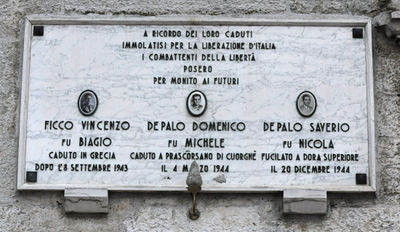 A RICORDO DEI LORO CADUTI
IMMOLATISI PER LA LIBERAZIONE D'ITALIA
I COMBATTENTI DELLA LIBERTÀ
POSERO
PER MONITO AI FUTURI
FICCO VINCENZO
FU BIAGIO
CADUTO IN GRECIA
DOPO L'8 SETTEMBRE 1943
DE PALO DOMENICO
FU MICHELE
CADUTO A PRASCORSANO DI CUORGNÈ
IL 4 MARZO 1944
DE PALO SAVERIO
FU NICOLA
FUCILATO A DORA SUPERIORE
IL 20 DICEMBRE 1944